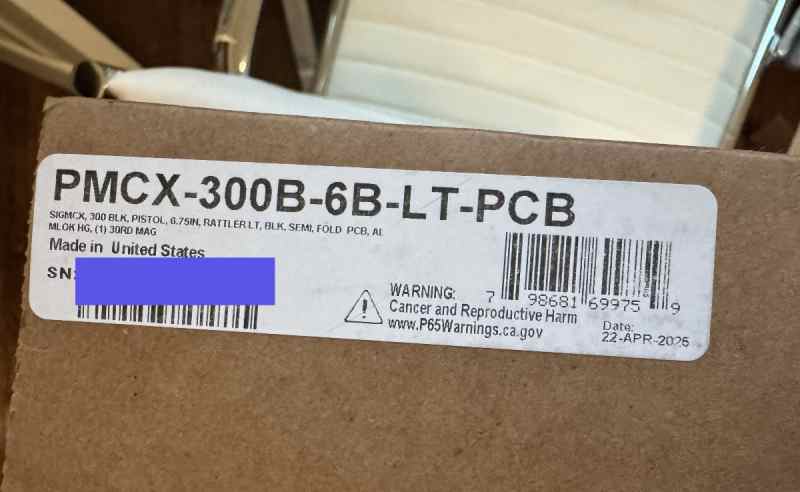 PMCX-300B-6B-LT-PCB
SIGMCX, 300 BLK, PISTOL, 6.75IN, RATTLER LT, BLK, SEMI, FOLD PCB, AL
MLOK HG, (1) 30RD MAG
Made in United States
SN:
WARNING:
Cancer and Reproductive Harm
www.P65Warnings.ca.gov
7 98681 69975 9
Date:
22-APR-2025